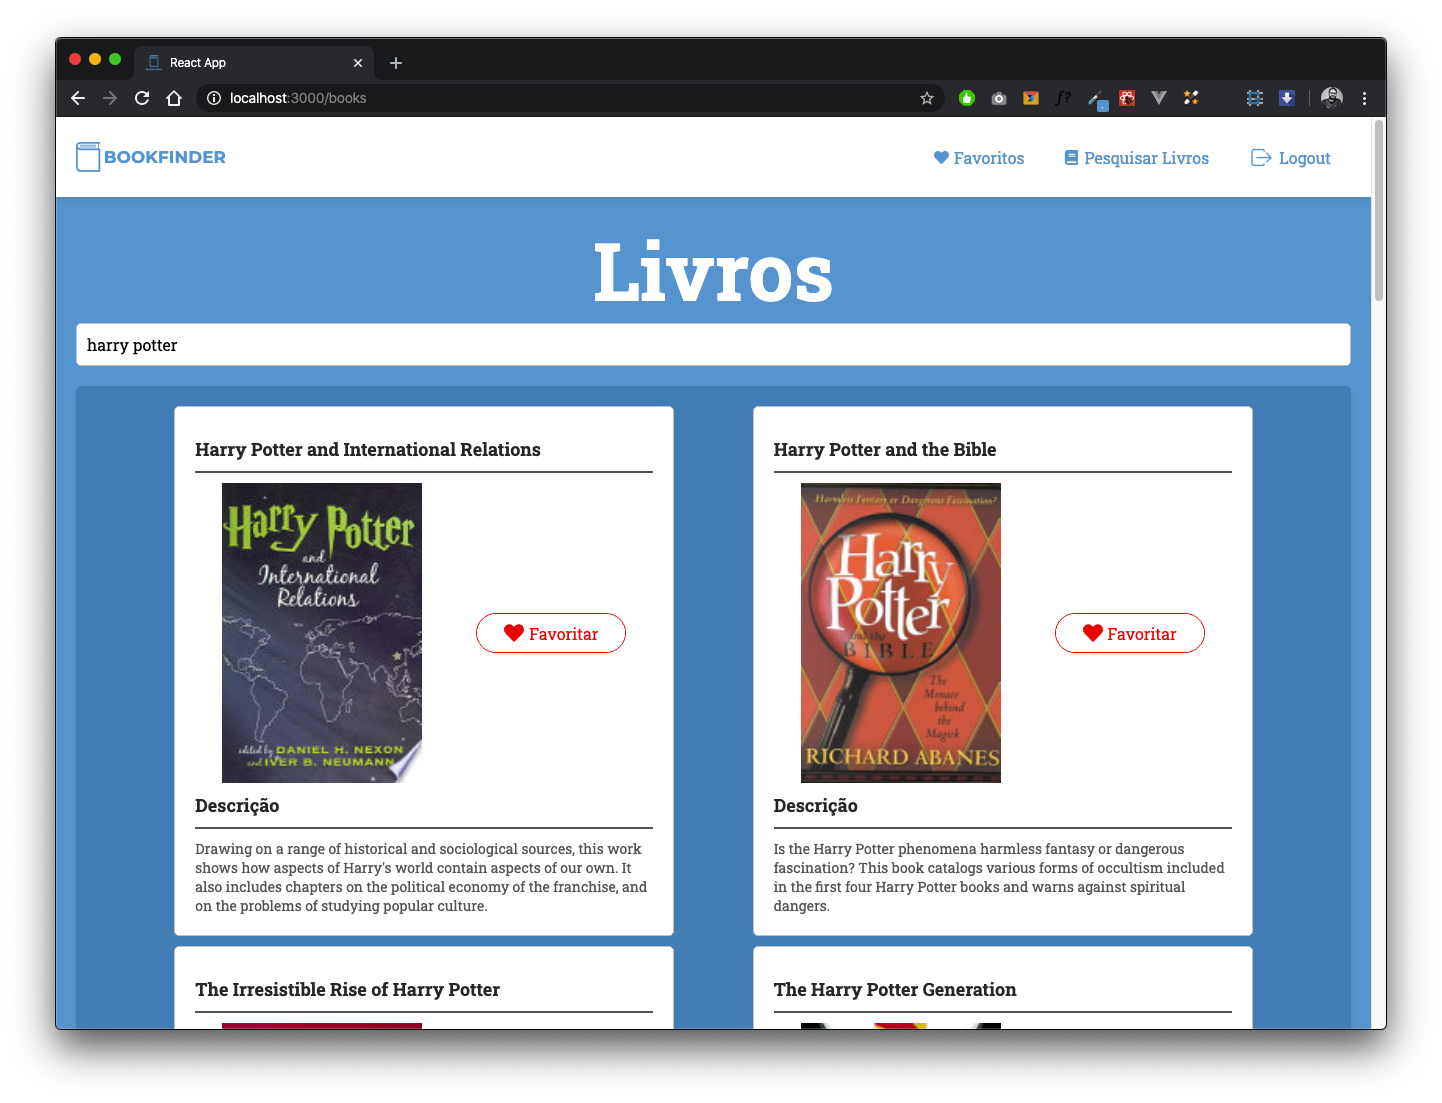 React App
localhost:3000/books
f?
BOOKFINDER
Favoritos
Pesquisar Livros
Logout
Livros
harry potter
Harry Potter and International Relations
Harry Potter
and
International
Relations
edited by DANIEL H. NEXON
and IVER B. NEUMANN
Favoritar
Descrição
Drawing on a range of historical and sociological sources, this work
shows how aspects of Harry's world contain aspects of our own. It
also includes chapters on the political economy of the franchise, and
on the problems of studying popular culture.
Harry Potter and the Bible
Harmless Fantasy or Dangerous Fascination?
Harry
Potter
and the
BIBLE
The
Menace
behind
the
Magick
RICHARD ABANES
Favoritar
Descrição
Is the Harry Potter phenomena harmless fantasy or dangerous
fascination? This book catalogs various forms of occultism included
in the first four Harry Potter books and warns against spiritual
dangers.
The Irresistible Rise of Harry Potter
The Harry Potter Generation